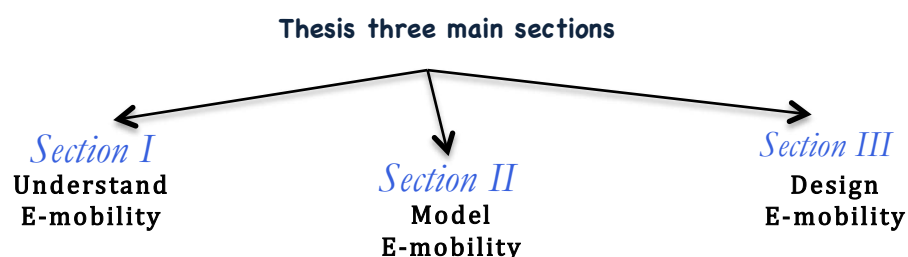 Thesis three main sections
Section I
Understand
E-mobility
Section II
Model
E-mobility
Section III
Design
E-mobility